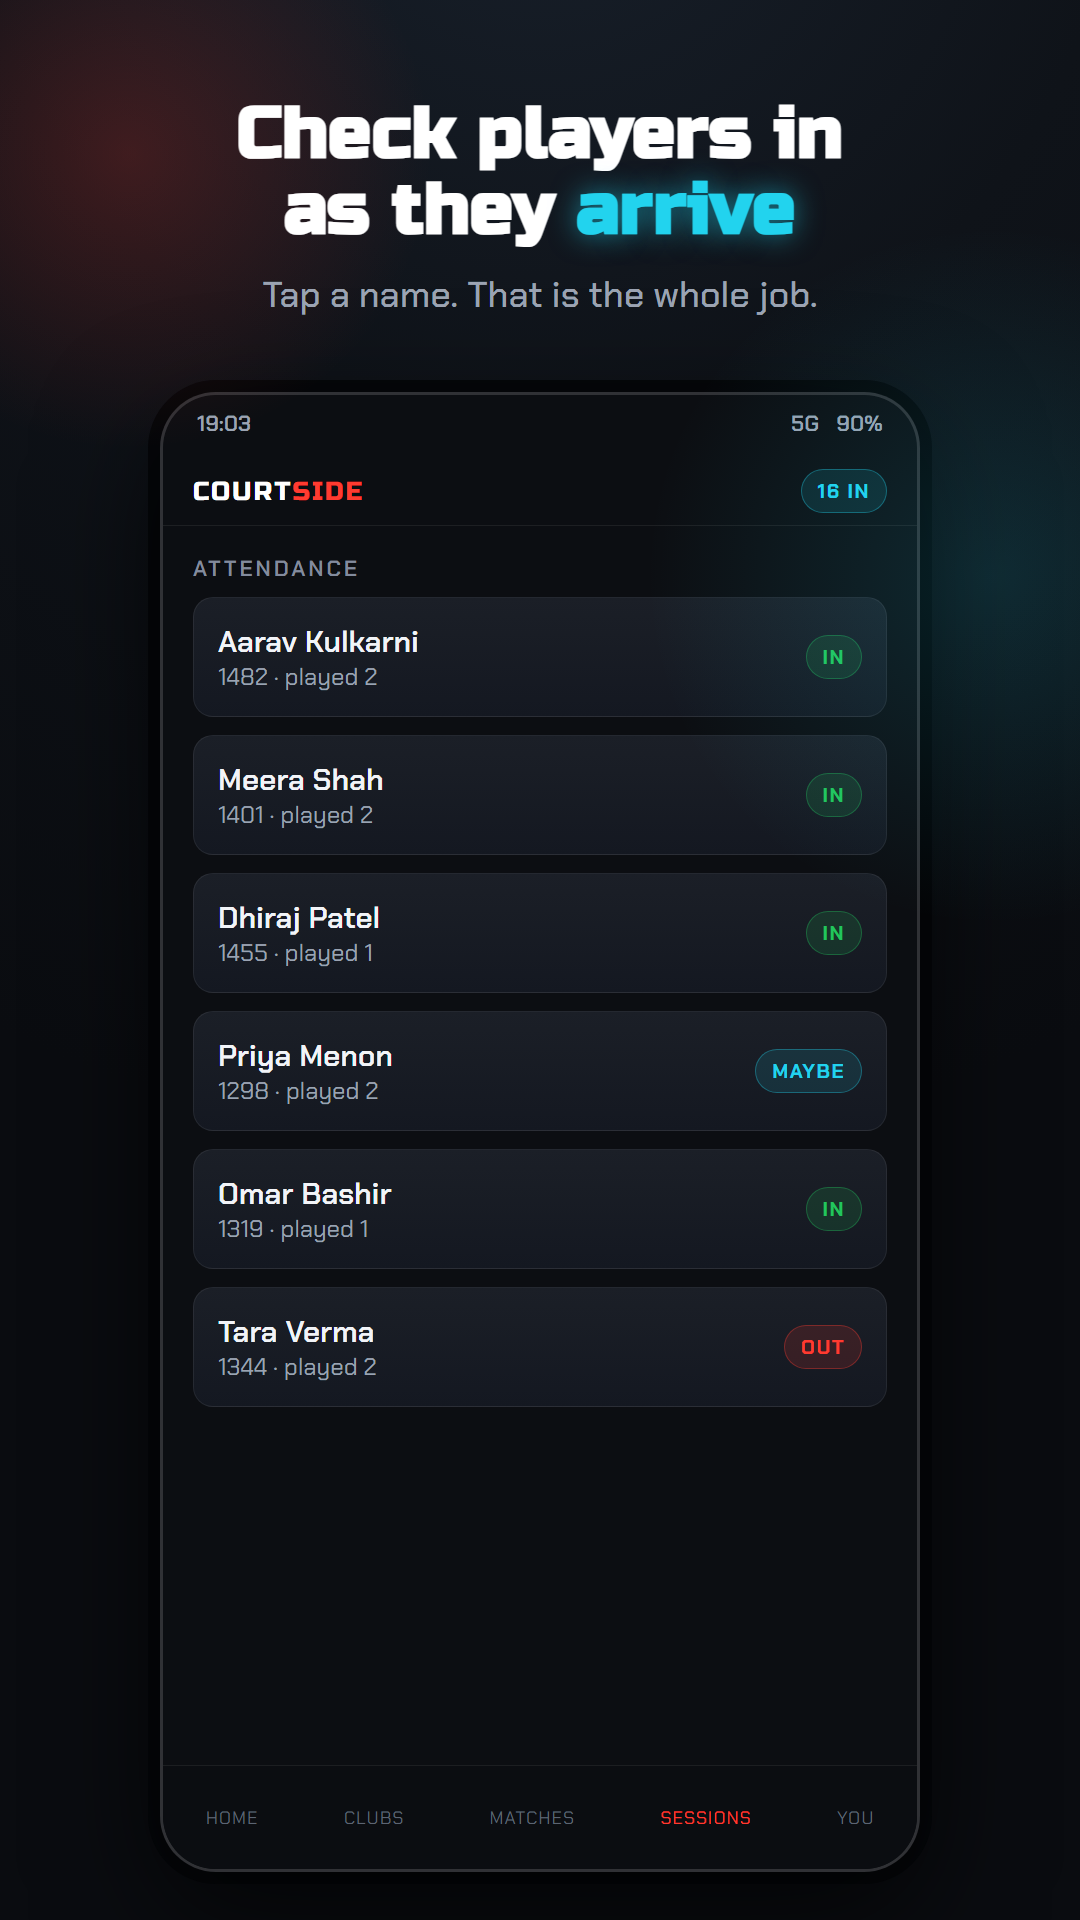 Check players in
as they arrive
Tap a name. That is the whole job.
19:03 5G 90%
COURTSIDE 16 IN
ATTENDANCE
Aarav Kulkarni
1482 · played 2
IN
Meera Shah
1401 · played 2
IN
Dhiraj Patel
1455 · played 1
IN
Priya Menon
1298 · played 2
MAYBE
Omar Bashir
1319 · played 1
IN
Tara Verma
1344 · played 2
OUT
HOME CLUBS MATCHES SESSIONS YOU